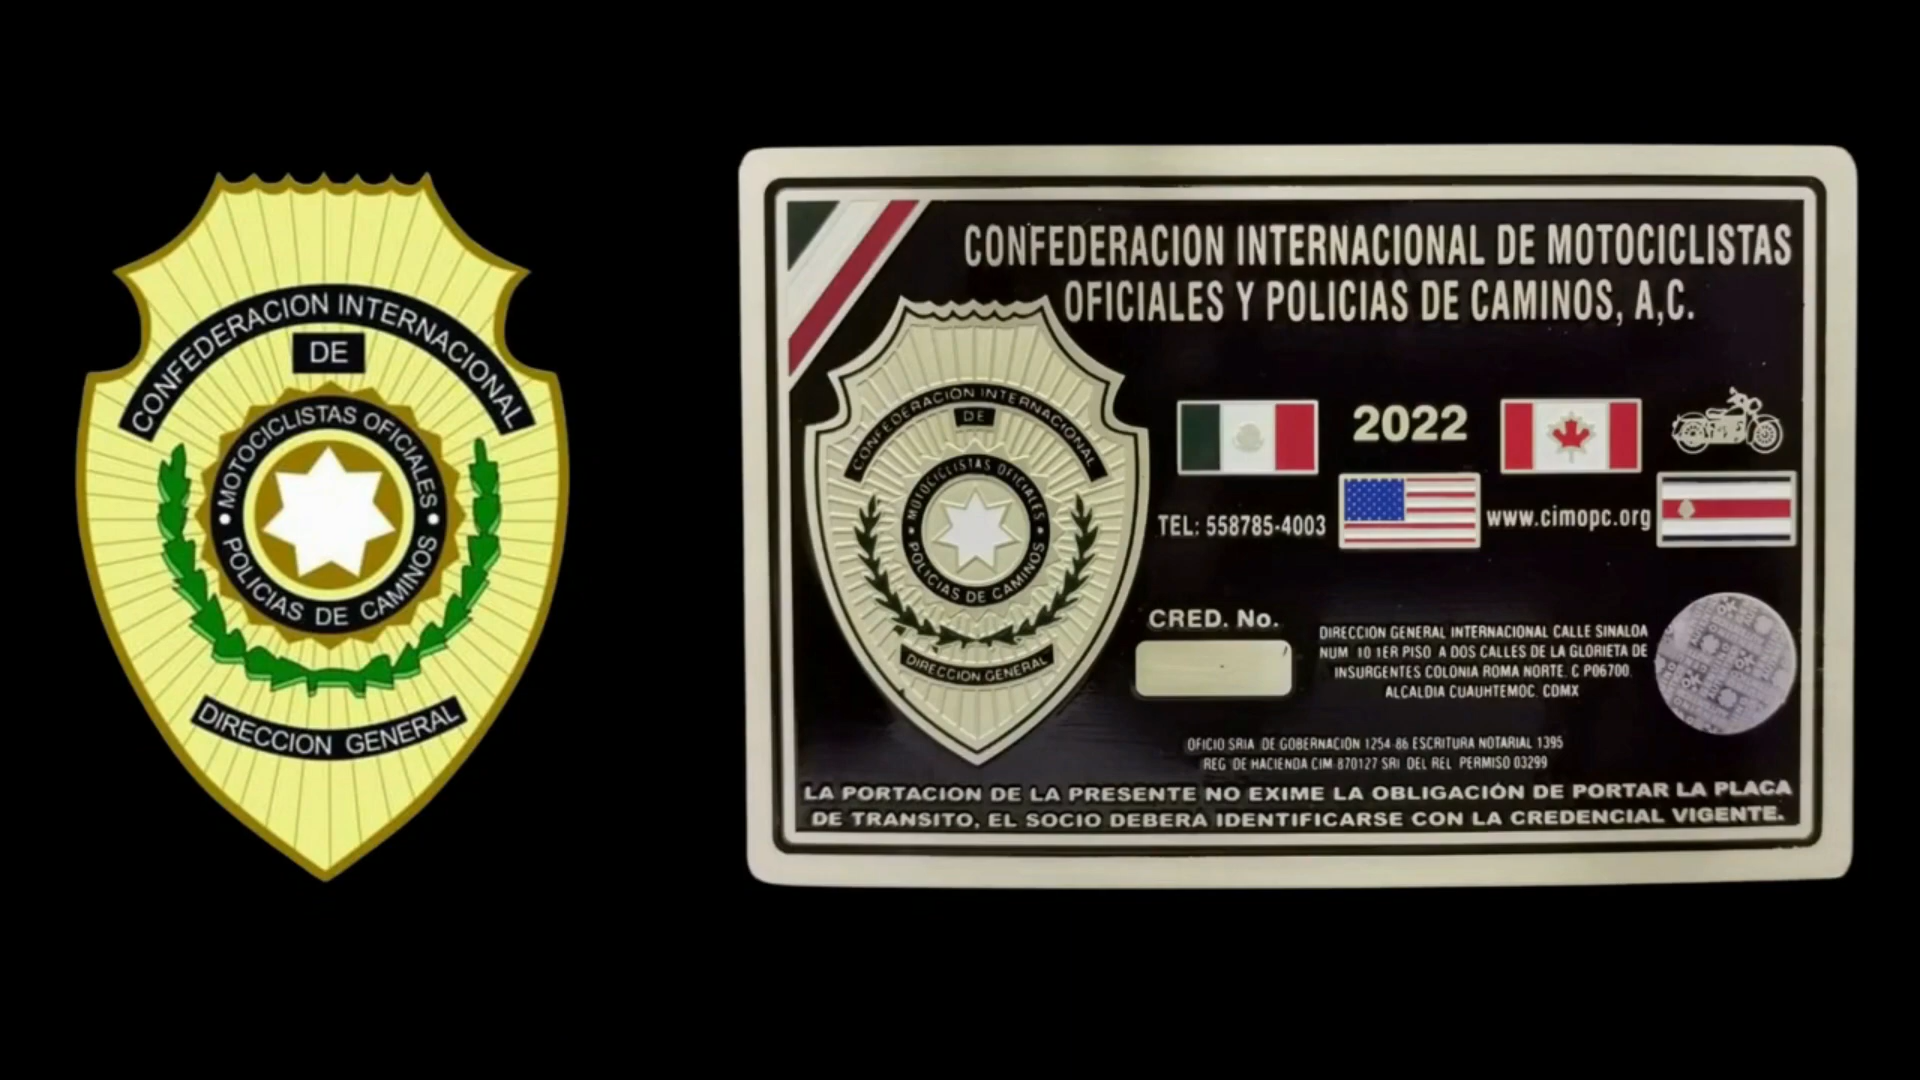 CONFEDERACION INTERNACIONAL
DE
MOTOCICLISTAS OFICIALES
POLICIAS DE CAMINOS
DIRECCION GENERAL
CONFEDERACION INTERNACIONAL DE MOTOCICLISTAS
OFICIALES Y POLICIAS DE CAMINOS, A,C.
CONFEDERACION INTERNACIONAL
DE
MOTOCICLISTAS OFICIALES
POLICIAS DE CAMINOS
DIRECCION GENERAL
2022
TEL: 558785-4003
www.cimopc.org
CRED. No.
DIRECCION GENERAL INTERNACIONAL CALLE SINALOA
NUM 10 1ER PISO A DOS CALLES DE LA GLORIETA DE
INSURGENTES COLONIA ROMA NORTE. C P06700
ALCALDIA CUAUHTEMOC. CDMX
OFICIO SRIA DE GOBERNACIÓN 1254-86 ESCRITURA NOTARIAL 1395
REG DE HACIENDA CIM 870127 SRI DEL REL PERMISO 03299
LA PORTACION DE LA PRESENTE NO EXIME LA OBLIGACIÓN DE PORTAR LA PLACA
DE TRANSITO, EL SOCIO DEBERA IDENTIFICARSE CON LA CREDENCIAL VIGENTE.